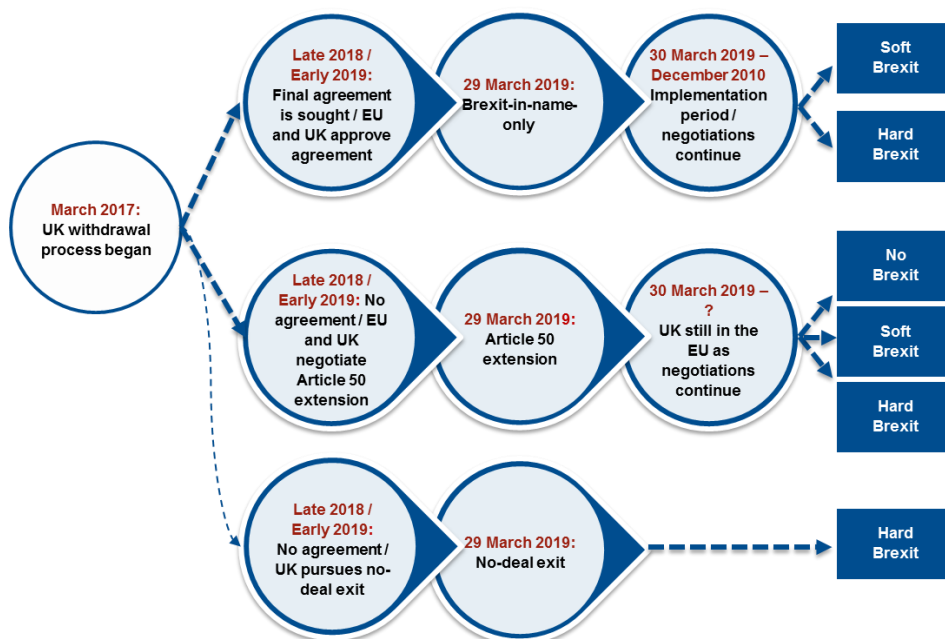 March 2017:
UK withdrawal
process began
Late 2018 /
Early 2019:
Final agreement
is sought / EU
and UK approve
agreement
29 March 2019:
Brexit-in-name-
only
30 March 2019 –
December 2010
Implementation
period /
negotiations
continue
Soft
Brexit
Hard
Brexit
Late 2018 /
Early 2019: No
agreement / EU
and UK
negotiate
Article 50
extension
29 March 2019:
Article 50
extension
30 March 2019 –
?
UK still in the
EU as
negotiations
continue
No
Brexit
Soft
Brexit
Hard
Brexit
Late 2018 /
Early 2019:
No agreement /
UK pursues no-
deal exit
29 March 2019:
No-deal exit
Hard
Brexit